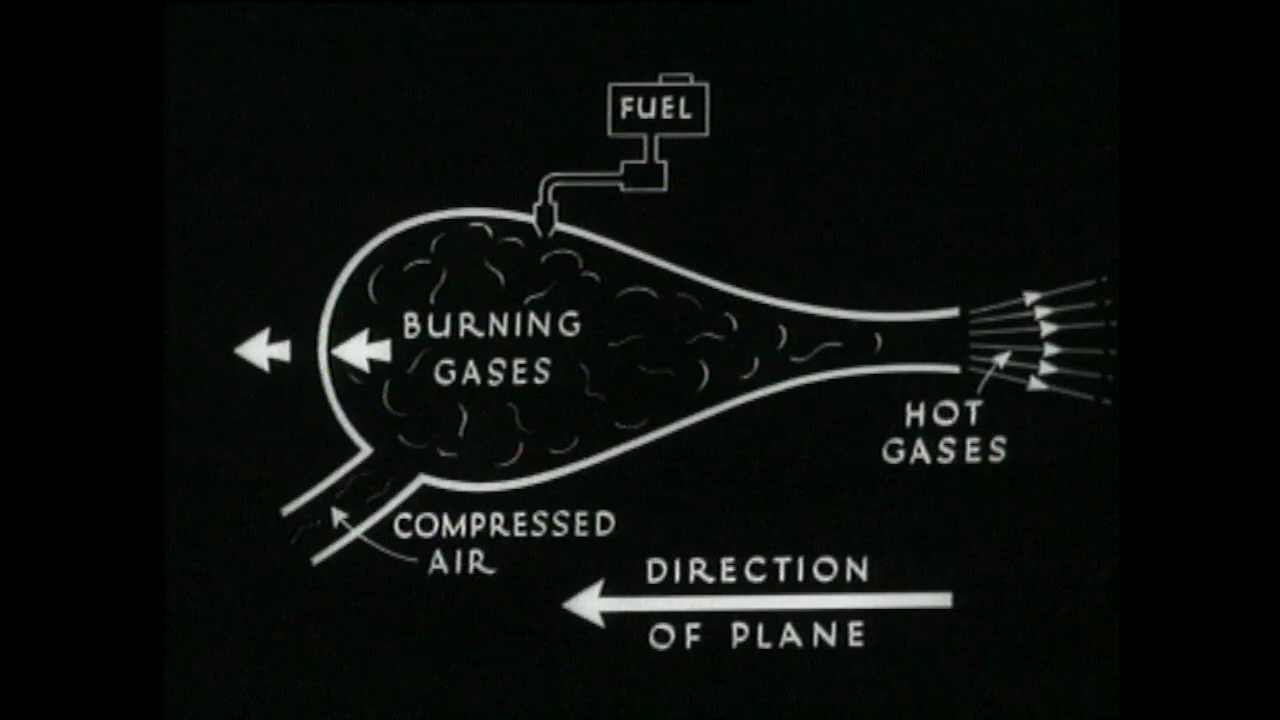 FUEL
BURNING
GASES
HOT
GASES
COMPRESSED
AIR
DIRECTION
OF PLANE